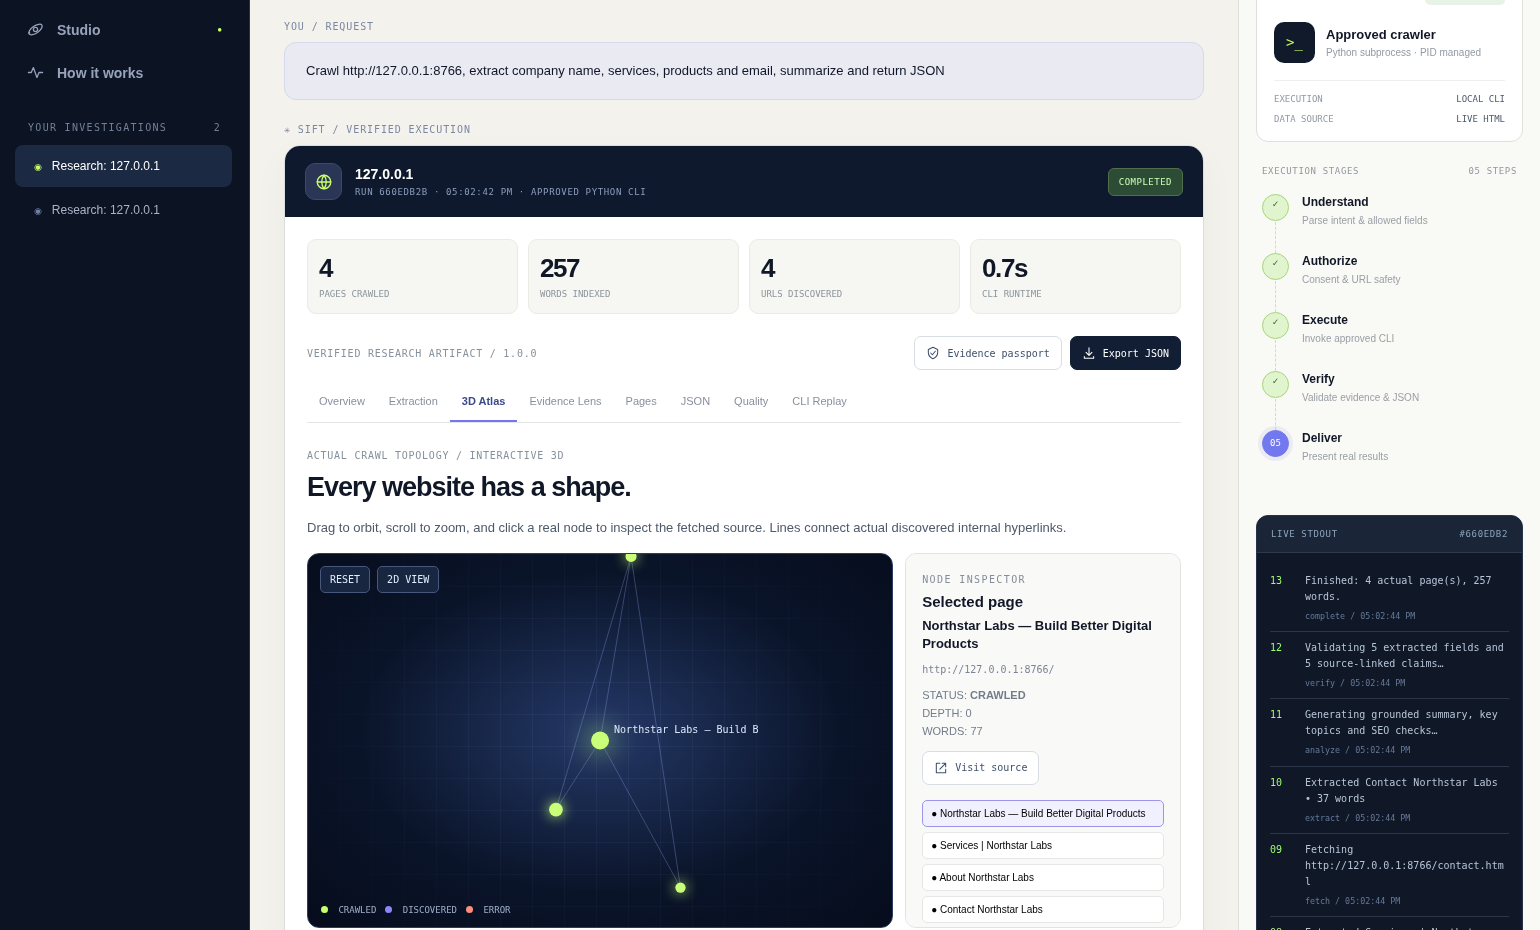 Studio
How it works
YOUR INVESTIGATIONS 2
Research: 127.0.0.1
Research: 127.0.0.1
YOU / REQUEST
Crawl http://127.0.0.1:8766, extract company name, services, products and email, summarize and return JSON
✳ SIFT / VERIFIED EXECUTION
127.0.0.1
RUN 660EDB2B · 05:02:42 PM · APPROVED PYTHON CLI
COMPLETED
4
PAGES CRAWLED
257
WORDS INDEXED
4
URLS DISCOVERED
0.7s
CLI RUNTIME
VERIFIED RESEARCH ARTIFACT / 1.0.0
Evidence passport
Export JSON
Overview Extraction 3D Atlas Evidence Lens Pages JSON Quality CLI Replay
ACTUAL CRAWL TOPOLOGY / INTERACTIVE 3D
Every website has a shape.
Drag to orbit, scroll to zoom, and click a real node to inspect the fetched source. Lines connect actual discovered internal hyperlinks.
RESET 2D VIEW
Northstar Labs — Build B
CRAWLED DISCOVERED ERROR
NODE INSPECTOR
Selected page
Northstar Labs — Build Better Digital
Products
http://127.0.0.1:8766/
STATUS: CRAWLED
DEPTH: 0
WORDS: 77
Visit source
● Northstar Labs — Build Better Digital Products
● Services | Northstar Labs
● About Northstar Labs
● Contact Northstar Labs
>_
Approved crawler
Python subprocess · PID managed
EXECUTION LOCAL CLI
DATA SOURCE LIVE HTML
EXECUTION STAGES 05 STEPS
✓ Understand
Parse intent & allowed fields
✓ Authorize
Consent & URL safety
✓ Execute
Invoke approved CLI
✓ Verify
Validate evidence & JSON
05 Deliver
Present real results
LIVE STDOUT #660EDB2
13 Finished: 4 actual page(s), 257
words.
complete / 05:02:44 PM
12 Validating 5 extracted fields and
5 source-linked claims…
verify / 05:02:44 PM
11 Generating grounded summary, key
topics and SEO checks…
analyze / 05:02:44 PM
10 Extracted Contact Northstar Labs
• 37 words
extract / 05:02:44 PM
09 Fetching
http://127.0.0.1:8766/contact.htm
l
fetch / 05:02:44 PM